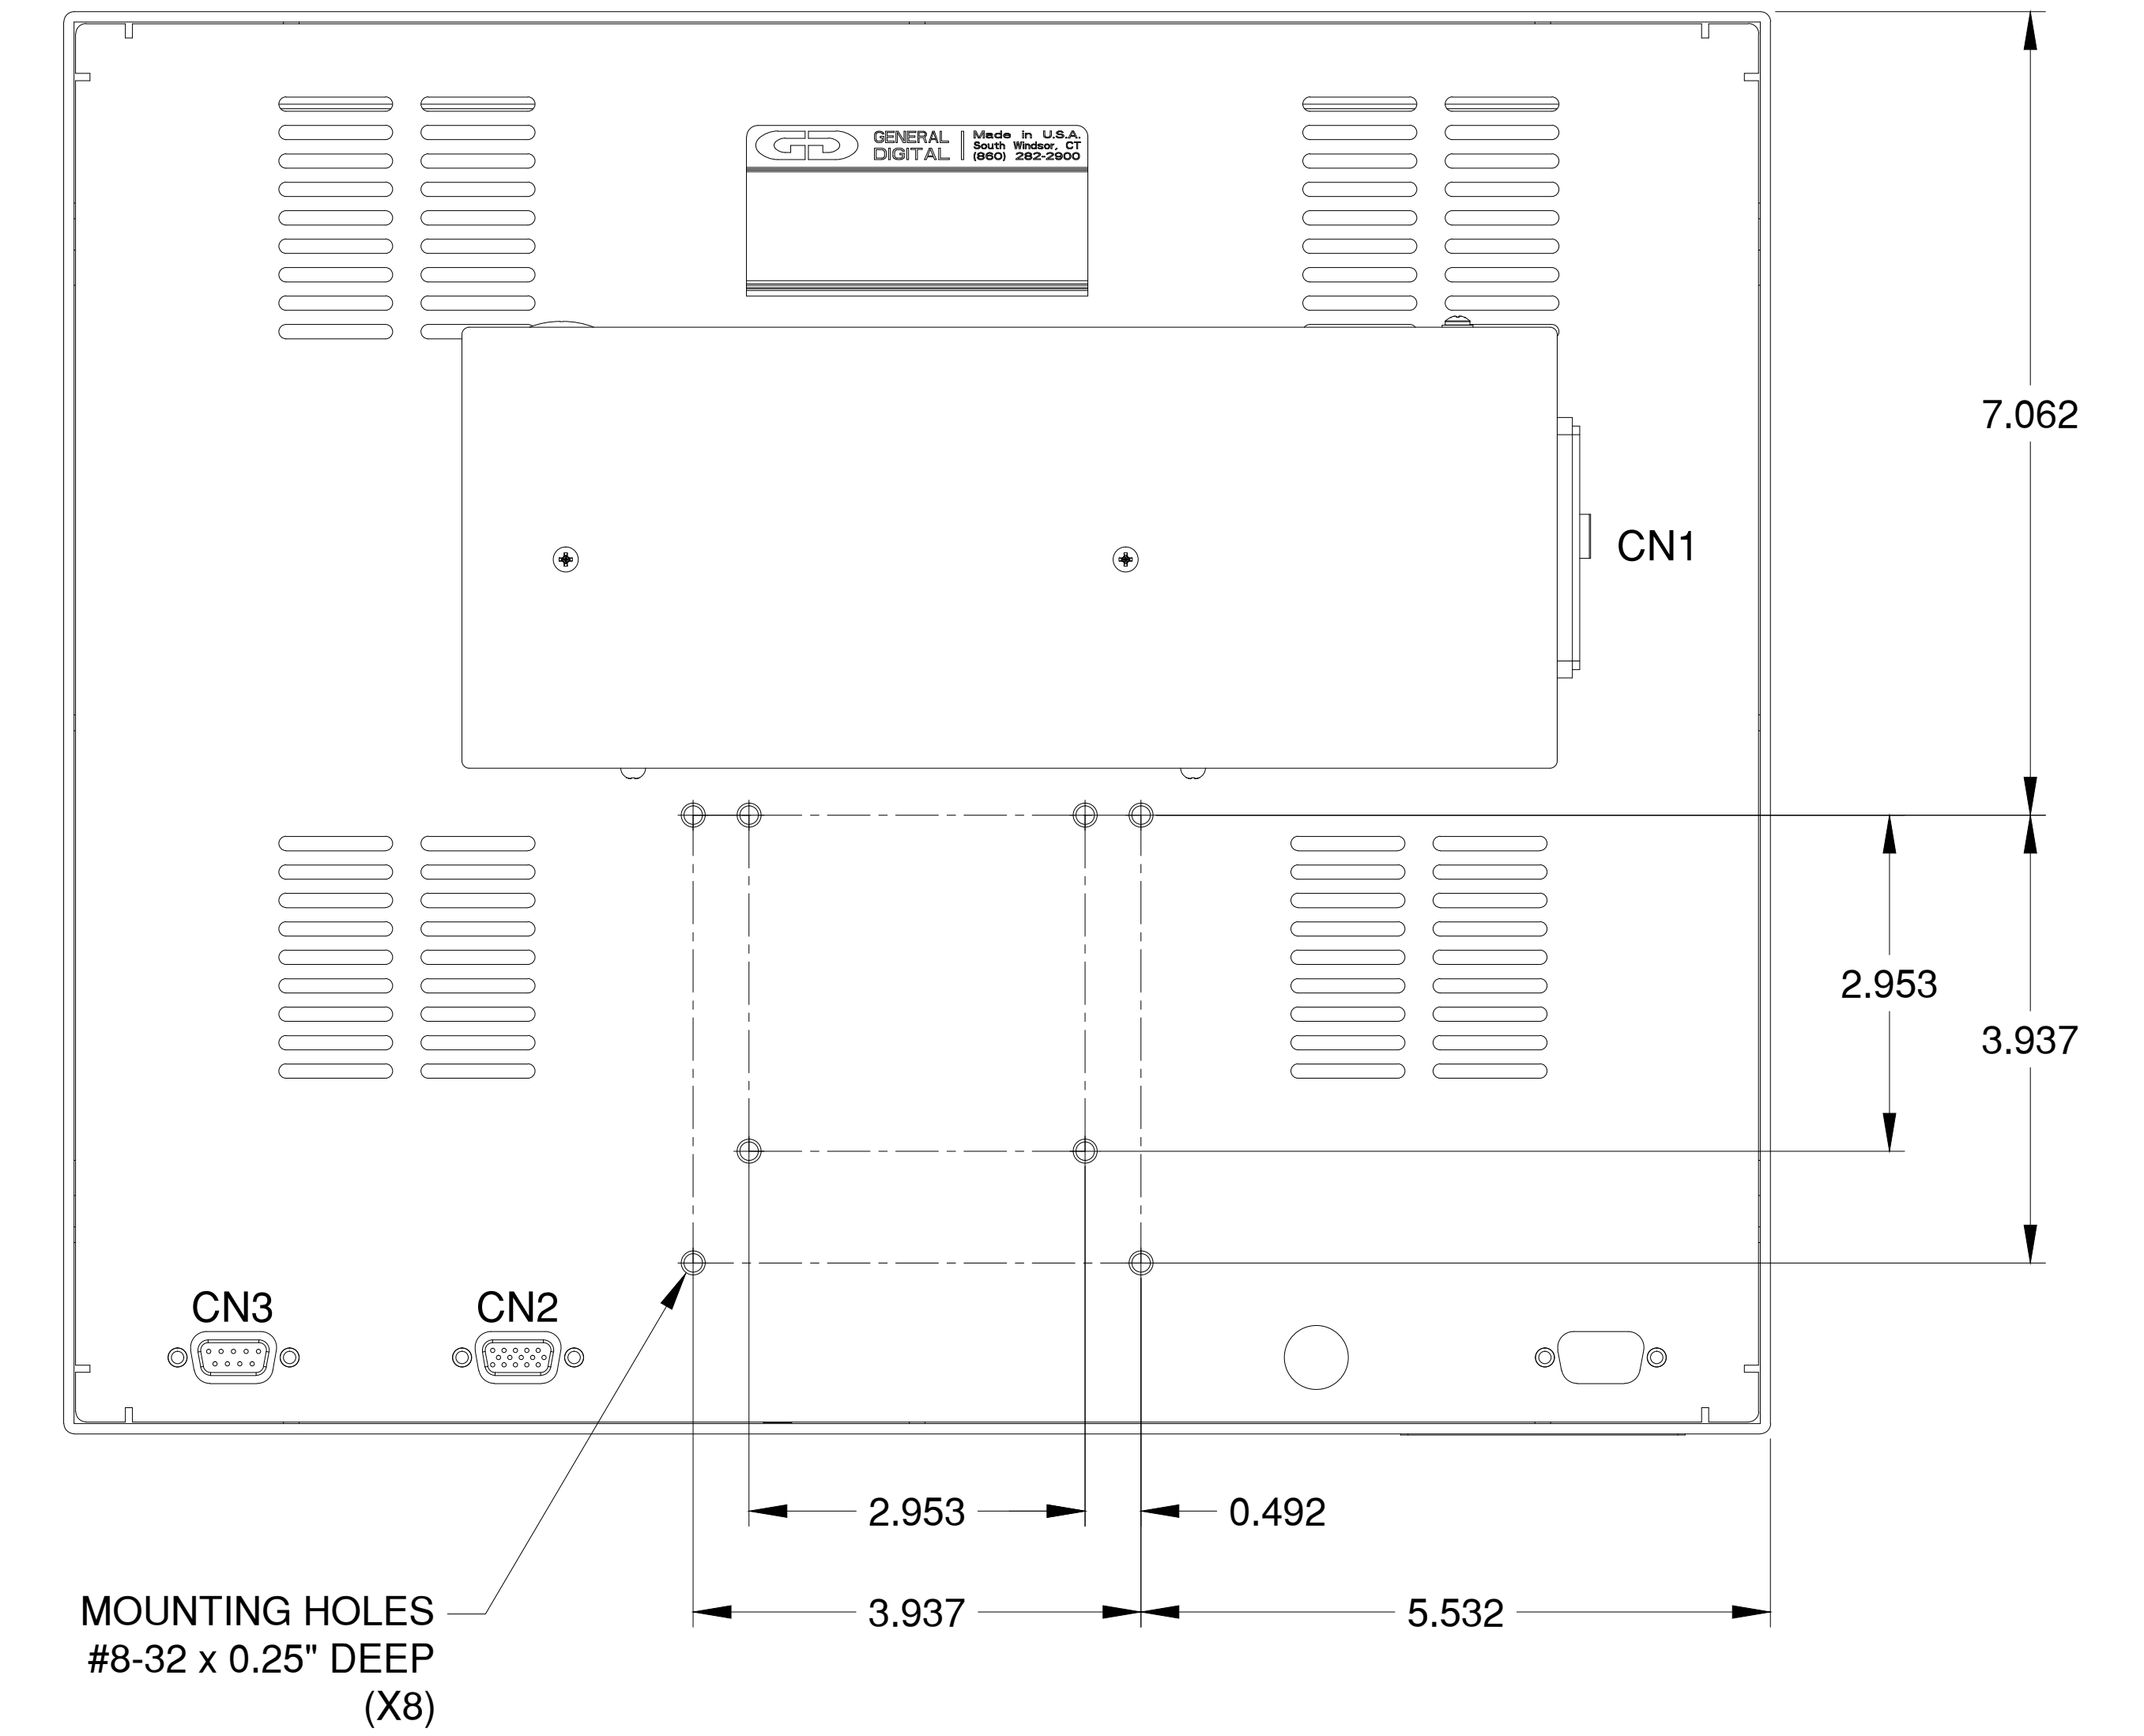 GENERAL
DIGITAL
Made in U.S.A.
South Windsor, CT
(860) 282-2900
7.062
CN1
2.953
3.937
CN3
CN2
2.953
0.492
3.937
5.532
MOUNTING HOLES
#8-32 x 0.25" DEEP
(X8)